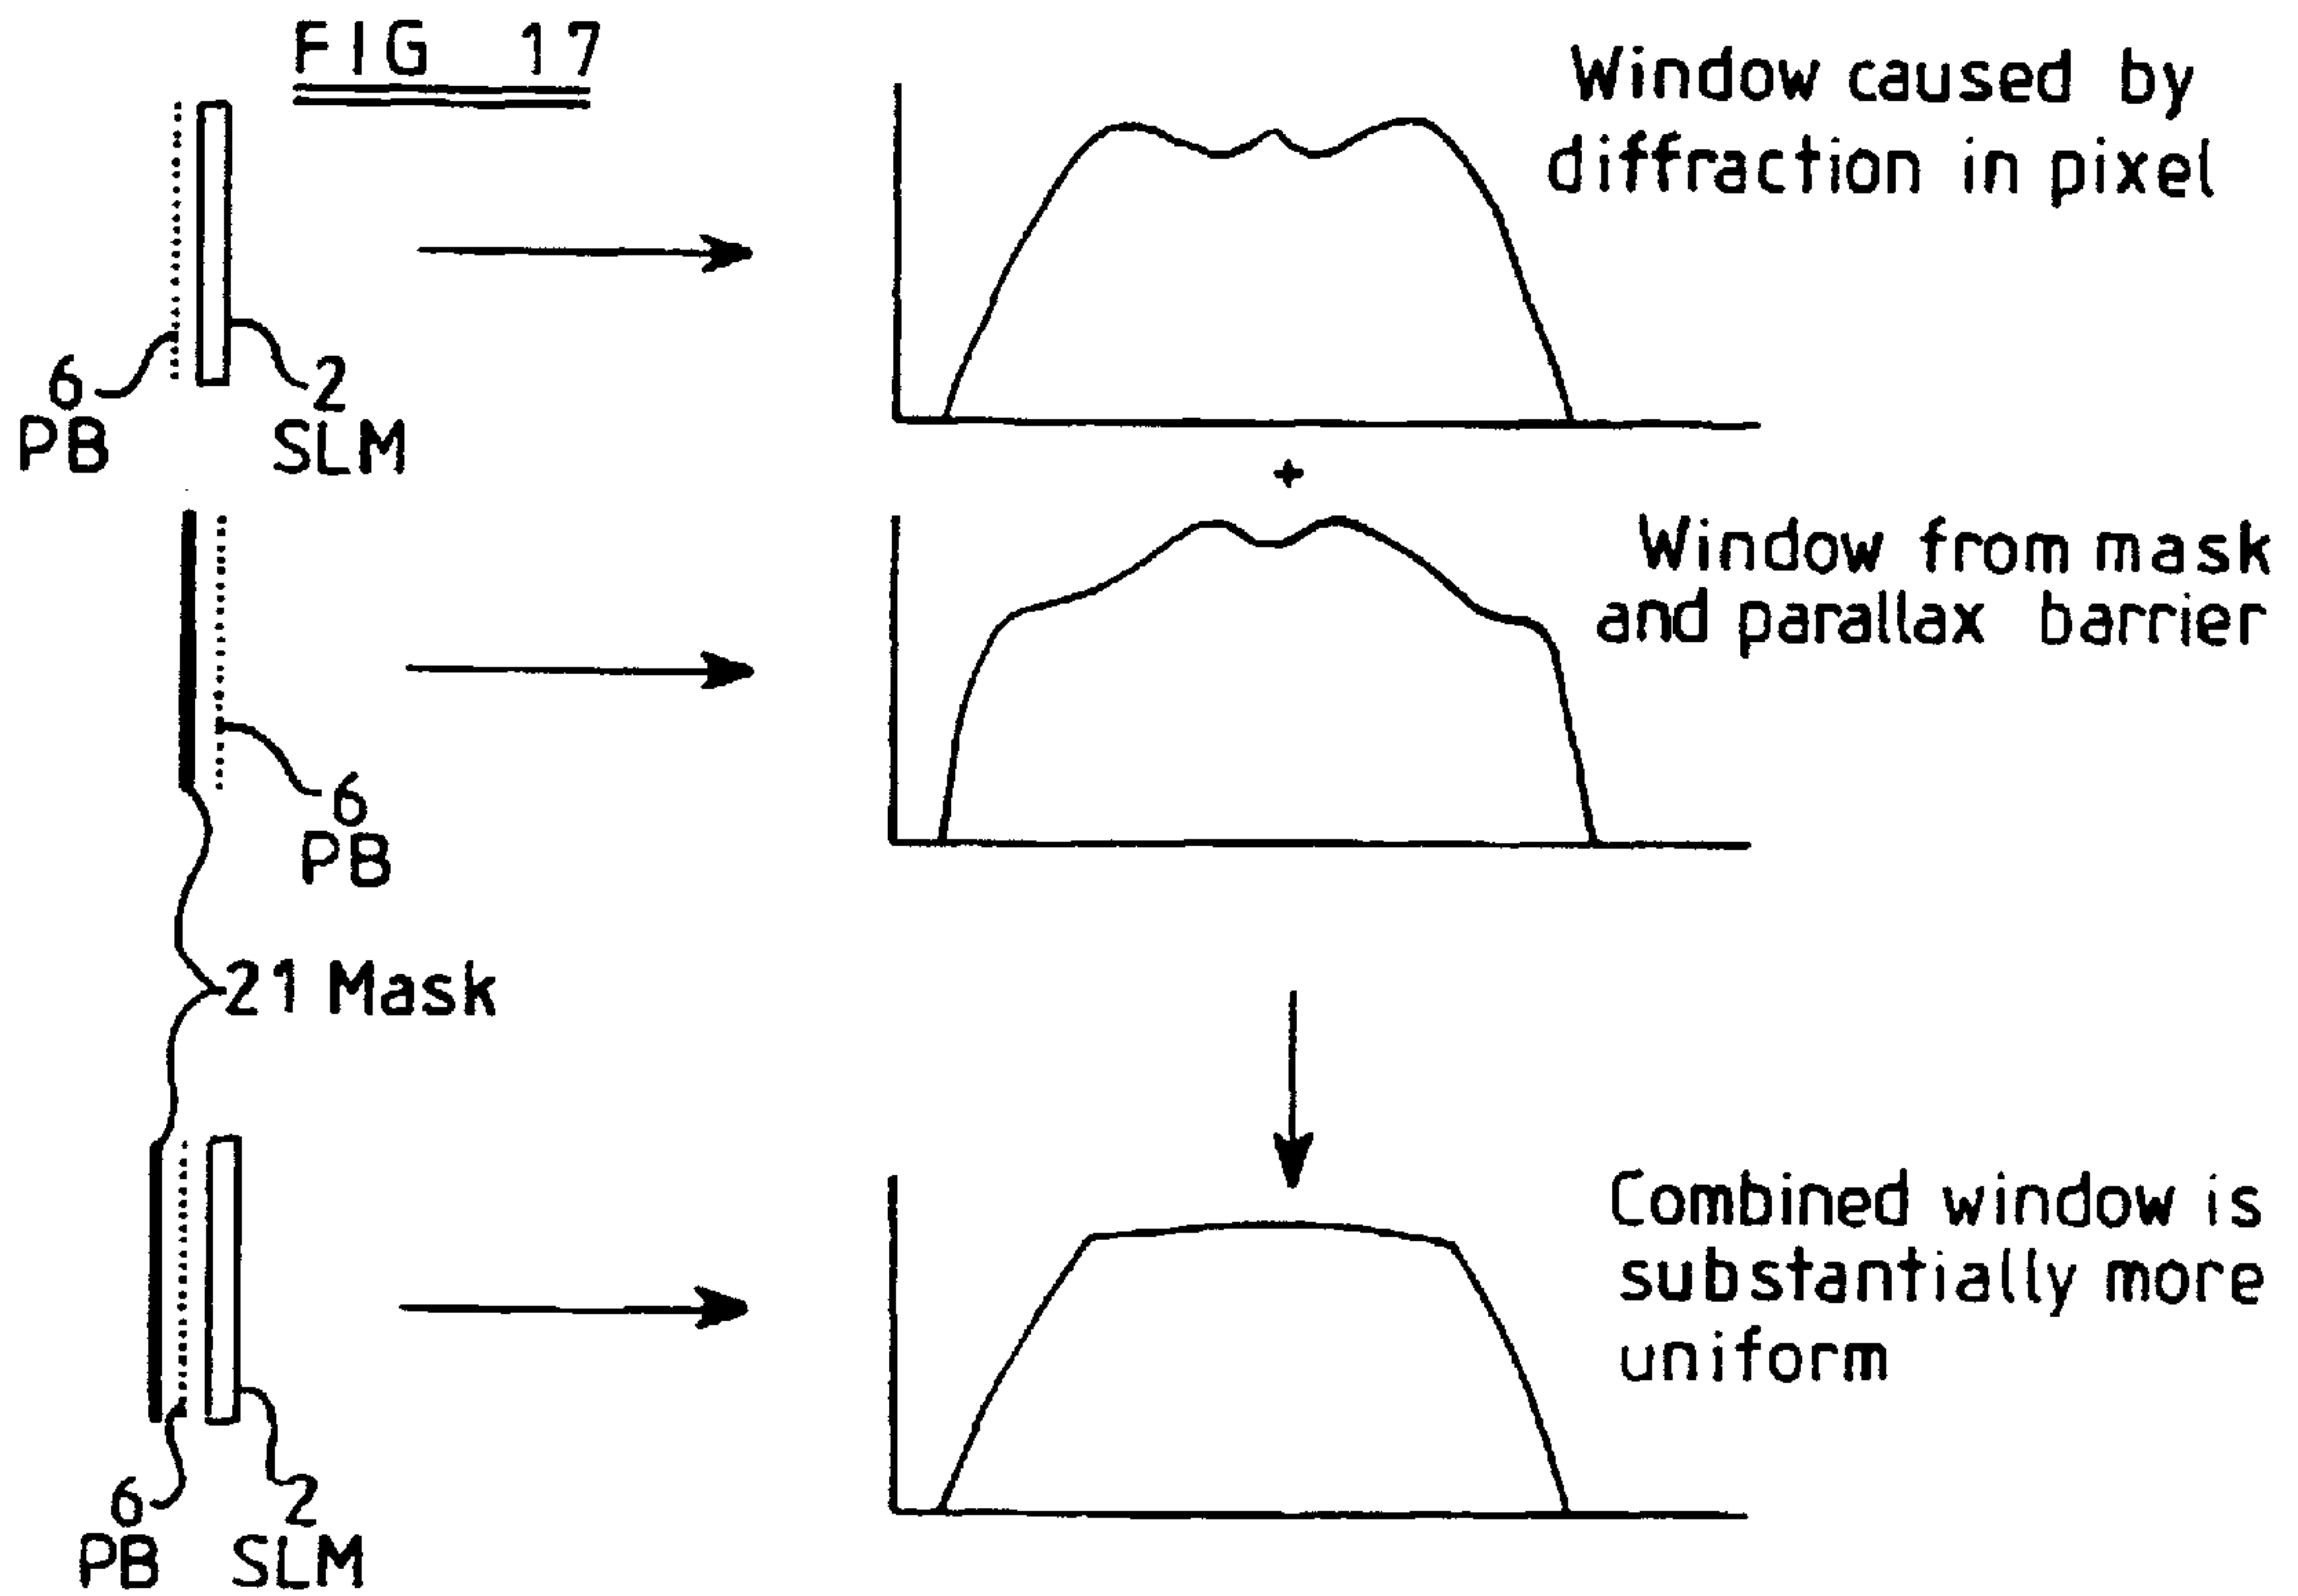 FIG 17
Window caused by
diffraction in pixel
6
PB
2
SLM
+
Window from mask
and parallax barrier
6
PB
21 Mask
Combined window is
substantially more
uniform
6
PB
2
SLM